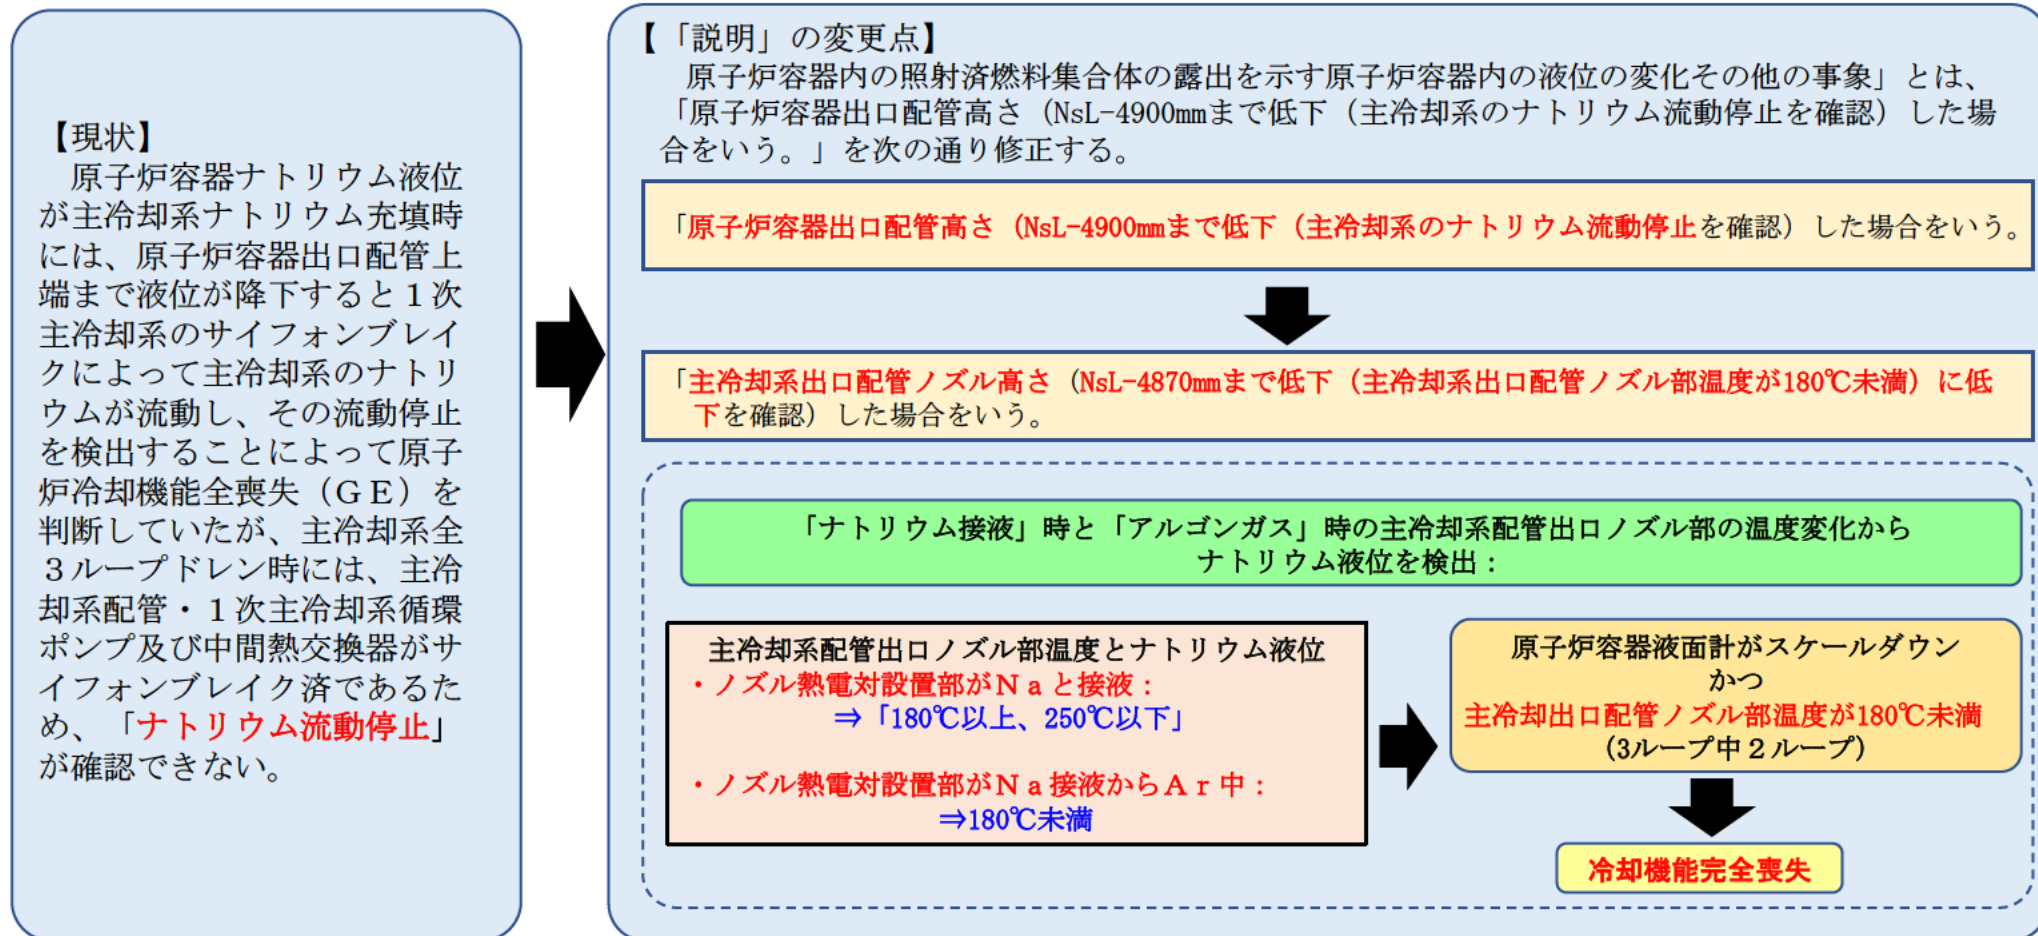 【現状】
原子炉容器ナトリウム液位
が主冷却系ナトリウム充填時
には、原子炉容器出口配管上
端まで液位が降下すると１次
主冷却系のサイフォンブレイ
クによって主冷却系のナトリ
ウムが流動し、その流動停止
を検出することによって原子
炉冷却機能全喪失（ＧＥ）を
判断していたが、主冷却系全
３ループドレン時には、主冷
却系配管・１次主冷却系循環
ポンプ及び中間熱交換器がサ
イフォンブレイク済であるた
め、「ナトリウム流動停止」
が確認できない。
【「説明」の変更点】
原子炉容器内の照射済燃料集合体の露出を示す原子炉容器内の液位の変化その他の事象」とは、
「原子炉容器出口配管高さ（NsL-4900mmまで低下（主冷却系のナトリウム流動停止を確認）した場
合をいう。」を次の通り修正する。
「原子炉容器出口配管高さ（NsL-4900mmまで低下（主冷却系のナトリウム流動停止を確認）した場合をいう。
「主冷却系出口配管ノズル高さ（NsL-4870mmまで低下（主冷却系出口配管ノズル部温度が180℃未満）に低
下を確認）した場合をいう。
「ナトリウム接液」時と「アルゴンガス」時の主冷却系配管出口ノズル部の温度変化から
ナトリウム液位を検出：
主冷却系配管出口ノズル部温度とナトリウム液位
・ノズル熱電対設置部がＮａと接液：
⇒「180℃以上、250℃以下」
・ノズル熱電対設置部がＮａ接液からＡｒ中：
⇒180℃未満
原子炉容器液面計がスケールダウン
かつ
主冷却出口配管ノズル部温度が180℃未満
（3ループ中２ループ）
冷却機能完全喪失